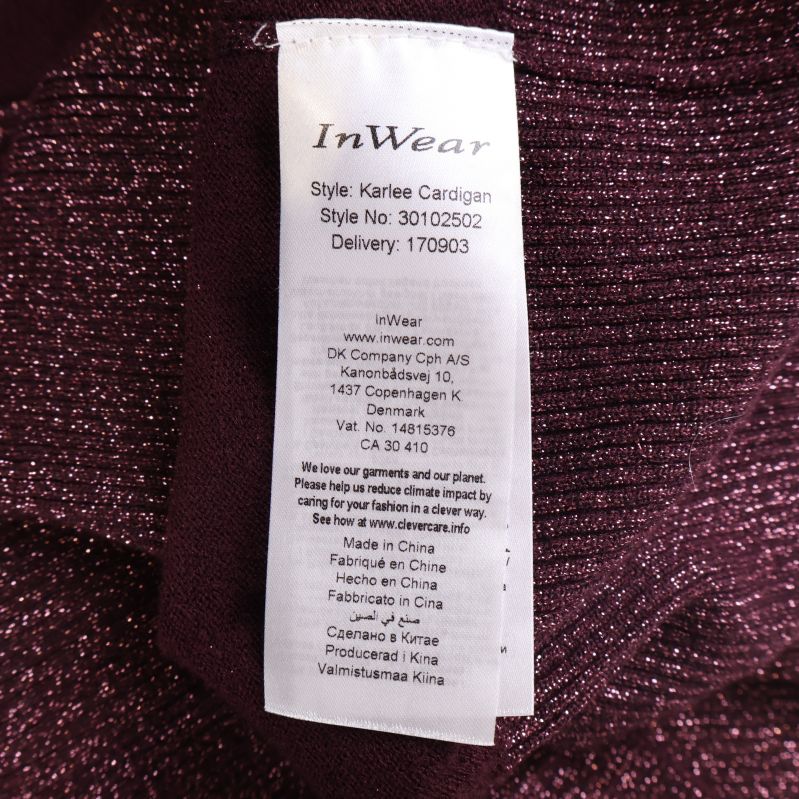 InWear
Style: Karlee Cardigan
Style No: 30102502
Delivery: 170903
InWear
www.inwear.com
DK Company Cph A/S
Kanonbådsvej 10,
1437 Copenhagen K
Denmark
Vat. No. 14815376
CA 30 410
We love our garments and our planet.
Please help us reduce climate impact by
caring for your fashion in a clever way.
See how at www.clevercare.info
Made in China
Fabriqué en Chine
Hecho en China
Fabbricato in Cina
صنع في الصين
Сделано в Китае
Producerad i Kina
Valmistusmaa Kiina